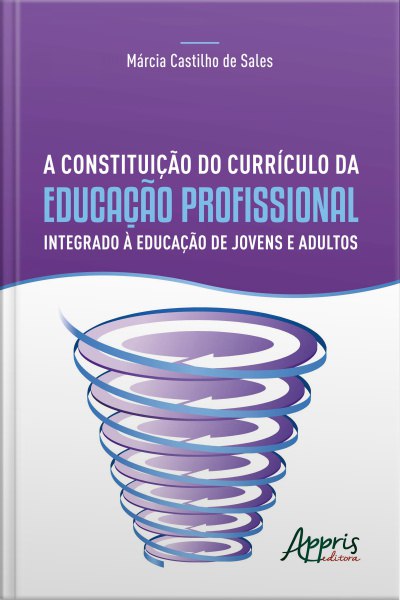 Márcia Castilho de Sales
A CONSTITUIÇÃO DO CURRÍCULO DA
EDUCAÇÃO PROFISSIONAL
INTEGRADO À EDUCAÇÃO DE JOVENS E ADULTOS
Appris
editora